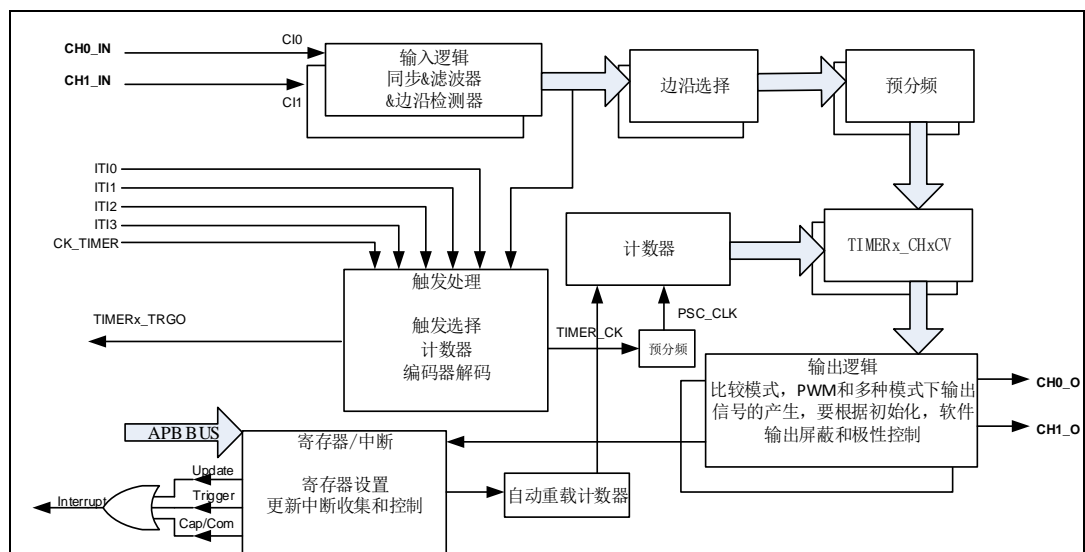 CH0_IN
CH1_IN
CI0
CI1
输入逻辑
同步&滤波器
&边沿检测器
边沿选择
预分频
ITI0
ITI1
ITI2
ITI3
CK_TIMER
计数器
TIMERx_CHxCV
触发处理
触发选择
计数器
编码器解码
TIMERx_TRGO
TIMER_CK
PSC_CLK
预分频
输出逻辑
比较模式，PWM和多种模式下输出
信号的产生，要根据初始化，软件
输出屏蔽和极性控制
CH0_O
CH1_O
APB BUS
寄存器/中断
寄存器设置
更新中断收集和控制
自动重载计数器
Update
Trigger
Cap/Com
Interrupt